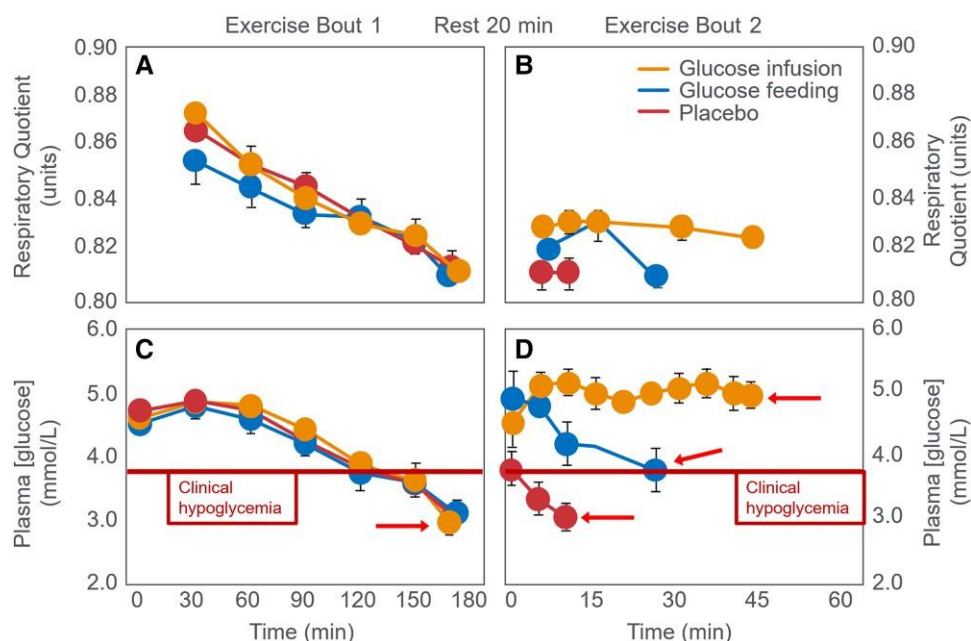 Exercise Bout 1 Rest 20 min Exercise Bout 2
A
Respiratory Quotient
(units)
0.90
0.88
0.86
0.84
0.82
0.80
B
Glucose infusion
Glucose feeding
Placebo
0.90
0.88
0.86
0.84
0.82
0.80
Respiratory
Quotient (units)
C
Plasma [glucose]
(mmol/L)
6.0
5.0
4.0
3.0
2.0
Clinical
hypoglycemia
0 30 60 90 120 150 180
Time (min)
D
Clinical
hypoglycemia
6.0
5.0
4.0
3.0
2.0
Plasma [glucose]
(mmol/L)
0 15 30 45 60
Time (min)